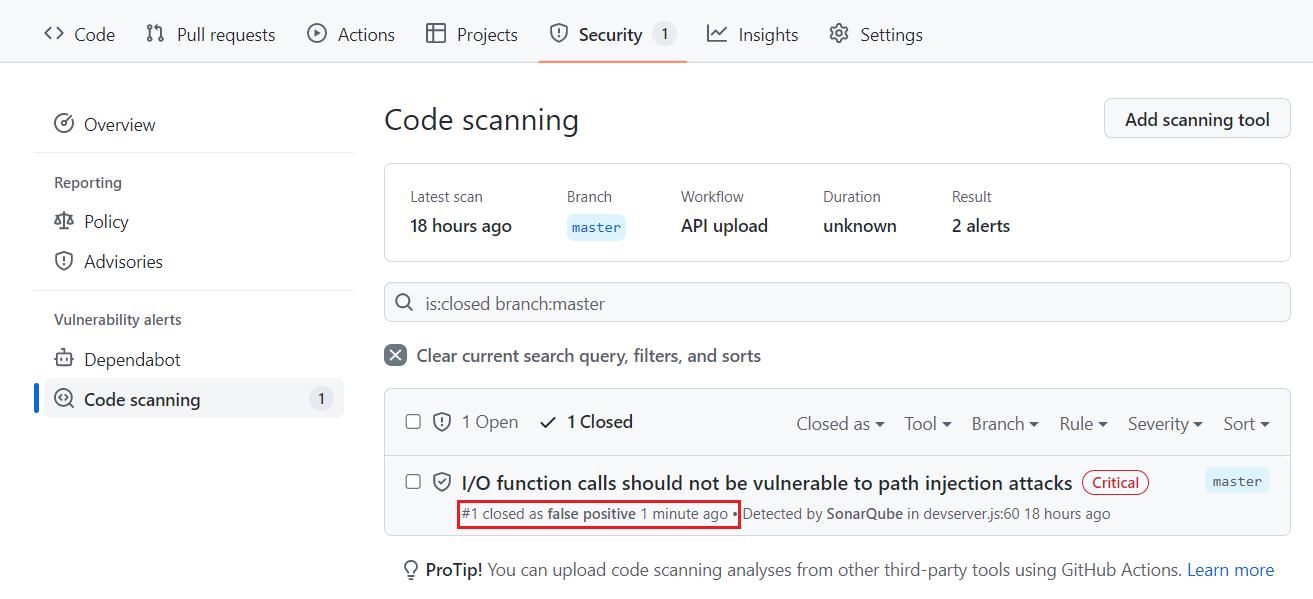 Code Pull requests Actions Projects Security 1 Insights Settings
Overview
Reporting
Policy
Advisories
Vulnerability alerts
Dependabot
Code scanning 1
Code scanning
Add scanning tool
Latest scan Branch Workflow Duration Result
18 hours ago master API upload unknown 2 alerts
is:closed branch:master
Clear current search query, filters, and sorts
1 Open 1 Closed Closed as Tool Branch Rule Severity Sort
I/O function calls should not be vulnerable to path injection attacks Critical master
#1 closed as false positive 1 minute ago • Detected by SonarQube in devserver.js:60 18 hours ago
ProTip! You can upload code scanning analyses from other third-party tools using GitHub Actions. Learn more